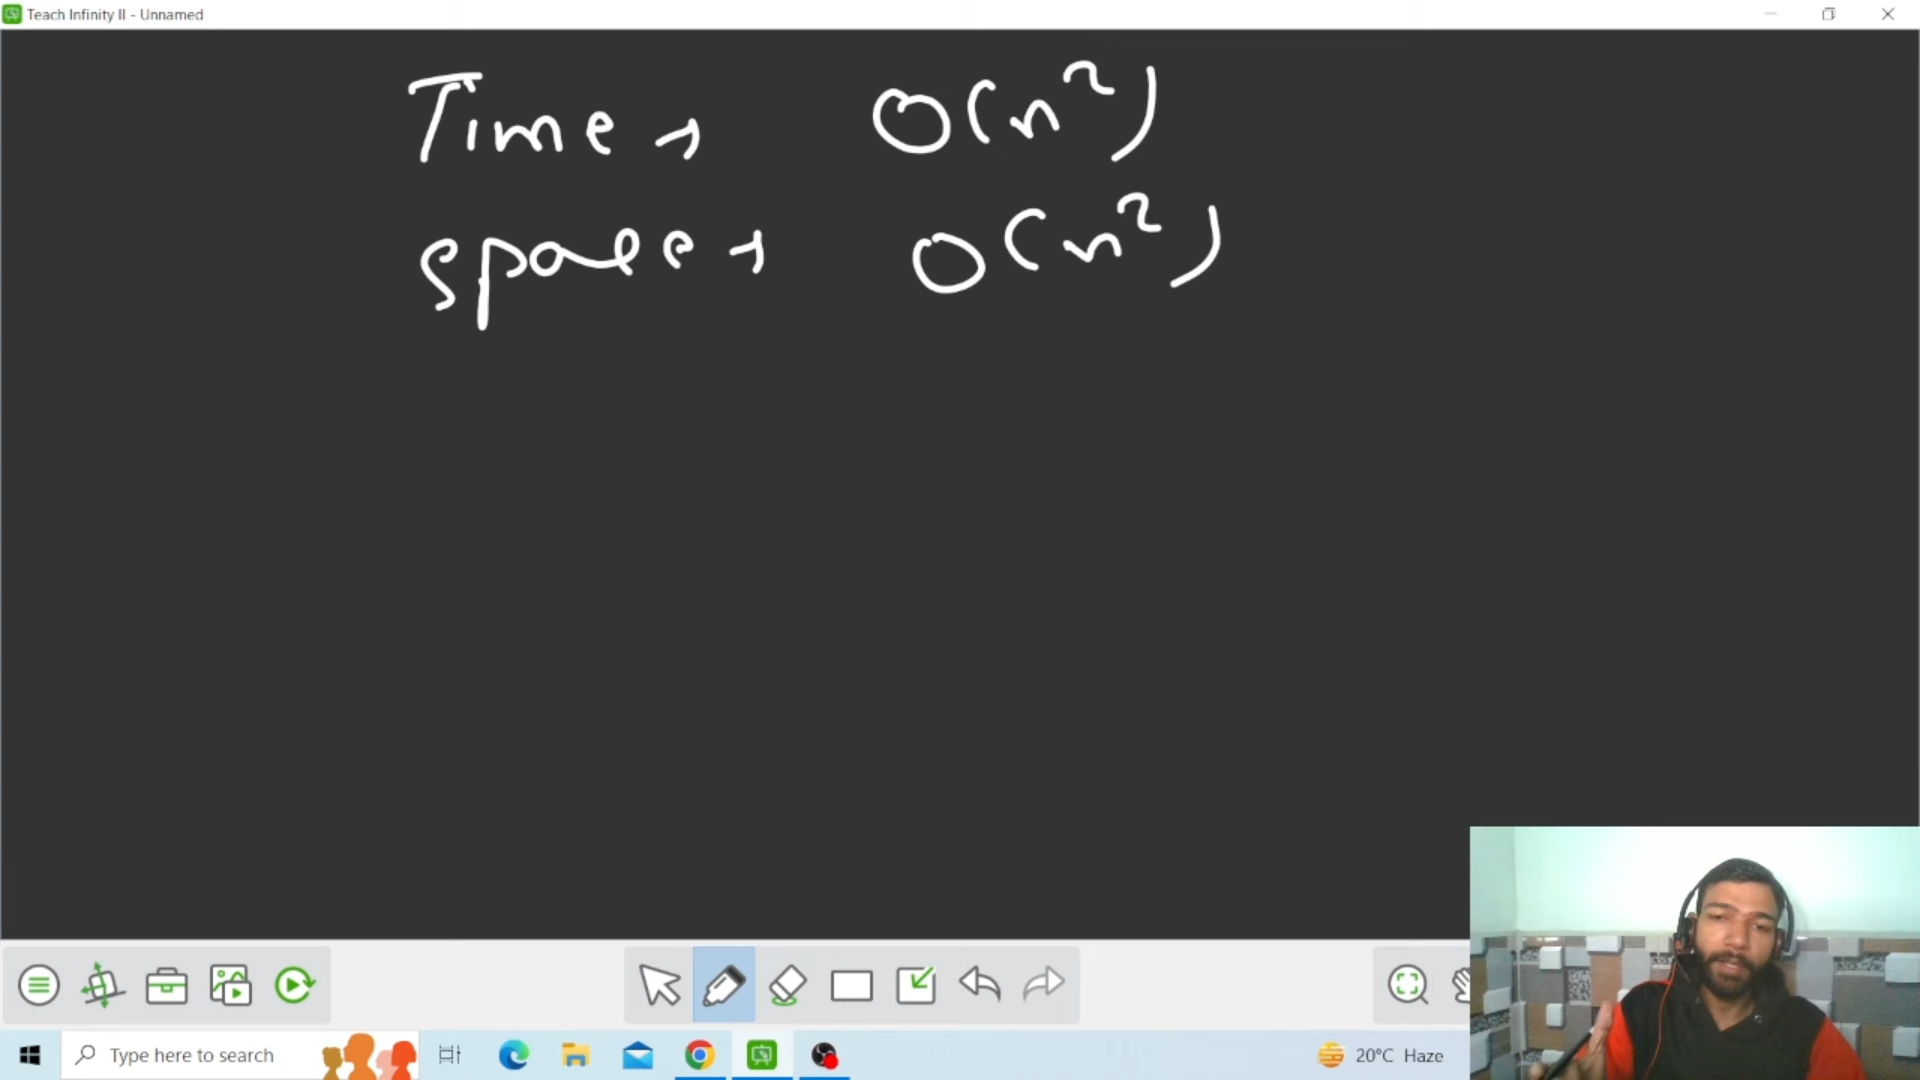 Teach Infinity II - Unnamed
Time → O(n²)
Space → O(n²)
Type here to search
20°C Haze